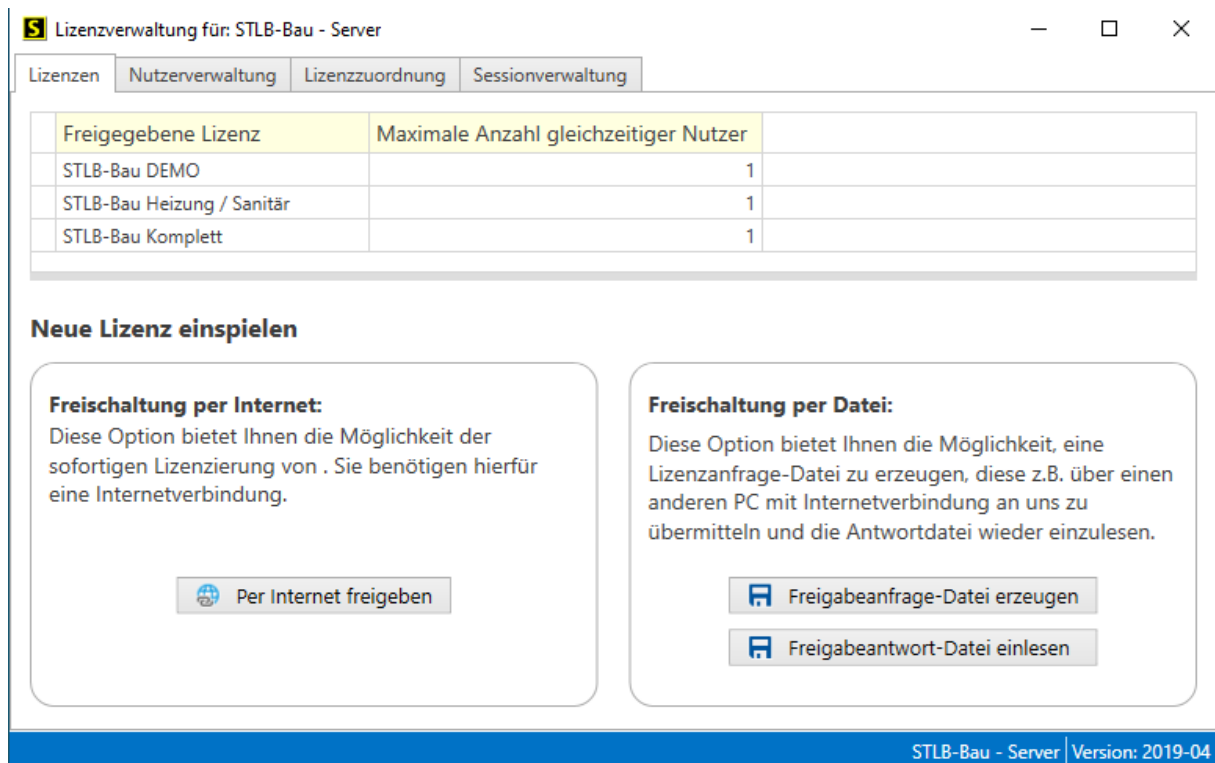 S Lizenzverwaltung für: STLB-Bau - Server
Lizenzen Nutzerverwaltung Lizenzzuordnung Sessionverwaltung
Freigegebene Lizenz Maximale Anzahl gleichzeitiger Nutzer
STLB-Bau DEMO 1
STLB-Bau Heizung / Sanitär 1
STLB-Bau Komplett 1
Neue Lizenz einspielen
Freischaltung per Internet:
Diese Option bietet Ihnen die Möglichkeit der
sofortigen Lizenzierung von . Sie benötigen hierfür
eine Internetverbindung.
Per Internet freigeben
Freischaltung per Datei:
Diese Option bietet Ihnen die Möglichkeit, eine
Lizenzanfrage-Datei zu erzeugen, diese z.B. über einen
anderen PC mit Internetverbindung an uns zu
übermitteln und die Antwortdatei wieder einzulesen.
Freigabeanfrage-Datei erzeugen
Freigabeantwort-Datei einlesen
STLB-Bau - Server Version: 2019-04